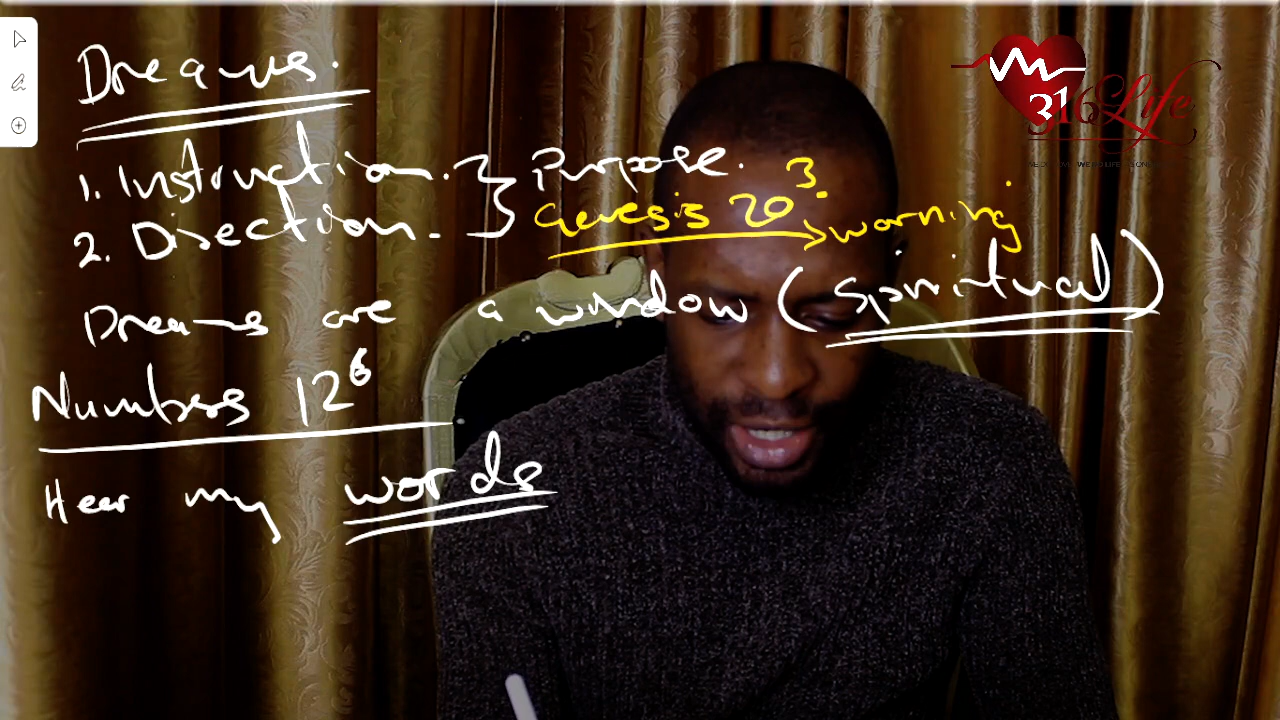 Dreams.
1. Instruction. } Purpose.
2. Direction.
Genesis 20 3. → warning
Dreams are a window (spiritual)
Numbers 12 6
Hear my words
316Life